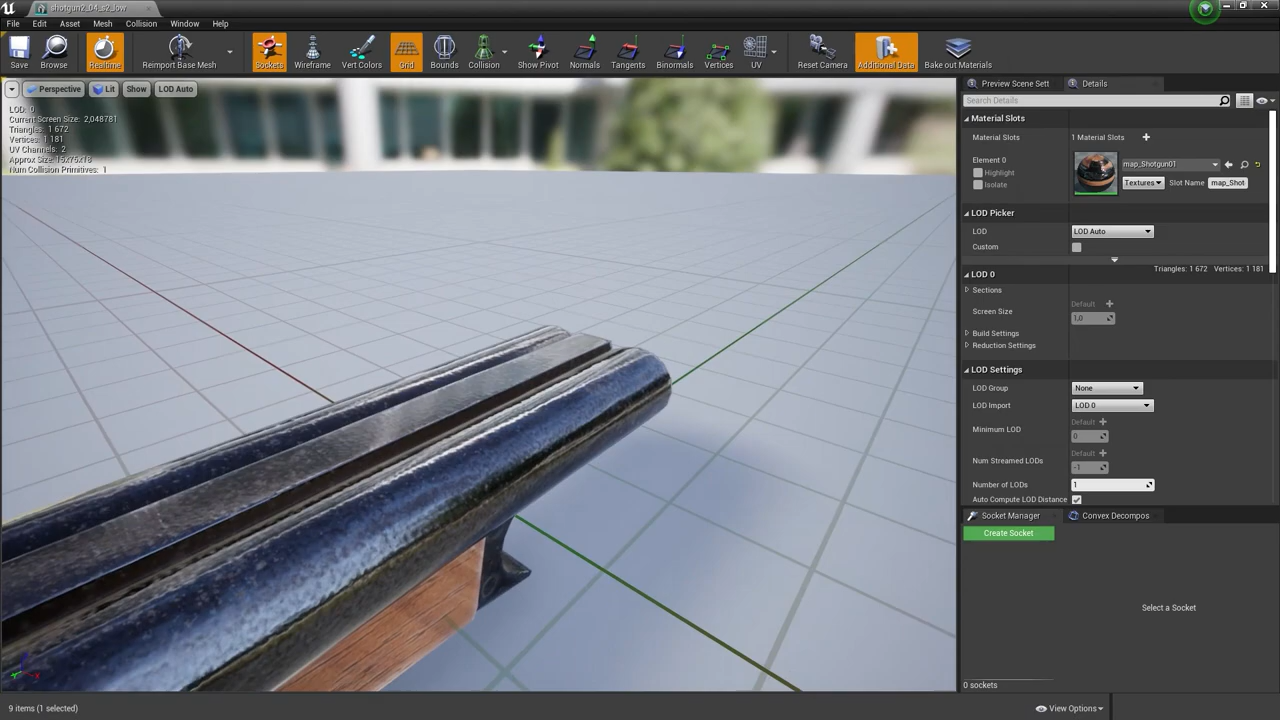 shotgun2_04_s2_low
File Edit Asset Mesh Collision Window Help
Save Browse Realtime Reimport Base Mesh Sockets Wireframe Vert Colors Grid Bounds Collision Show Pivot Normals Tangents Binormals Vertices UV Reset Camera Additional Data Bake out Materials
Perspective Lit Show LOD Auto
LOD: 0
Current Screen Size: 2,048781
Triangles: 1 672
Vertices: 1 181
UV Channels: 2
Approx Size: 15x75x18
Num Collision Primitives: 1
Preview Scene Sett Details
Search Details
Material Slots
Material Slots 1 Material Slots
Element 0
Highlight
Isolate
map_Shotgun01
Textures Slot Name map_Shot
LOD Picker
LOD LOD Auto
Custom
Triangles: 1 672 Vertices: 1 181
LOD 0
Sections
Screen Size Default
1,0
Build Settings
Reduction Settings
LOD Settings
LOD Group None
LOD Import LOD 0
Minimum LOD Default
0
Num Streamed LODs Default
-1
Number of LODs 1
Auto Compute LOD Distance
Socket Manager Convex Decompos
Create Socket
Select a Socket
0 sockets
9 items (1 selected) View Options